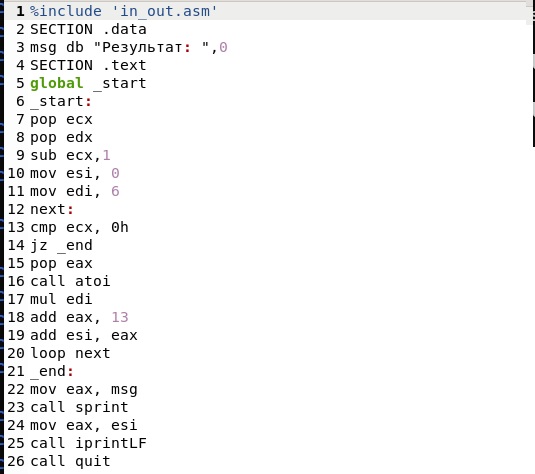 1 %include 'in_out.asm'
2 SECTION .data
3 msg db "Результат: ",0
4 SECTION .text
5 global _start
6 _start:
7 pop ecx
8 pop edx
9 sub ecx,1
10 mov esi, 0
11 mov edi, 6
12 next:
13 cmp ecx, 0h
14 jz _end
15 pop eax
16 call atoi
17 mul edi
18 add eax, 13
19 add esi, eax
20 loop next
21 _end:
22 mov eax, msg
23 call sprint
24 mov eax, esi
25 call iprintLF
26 call quit